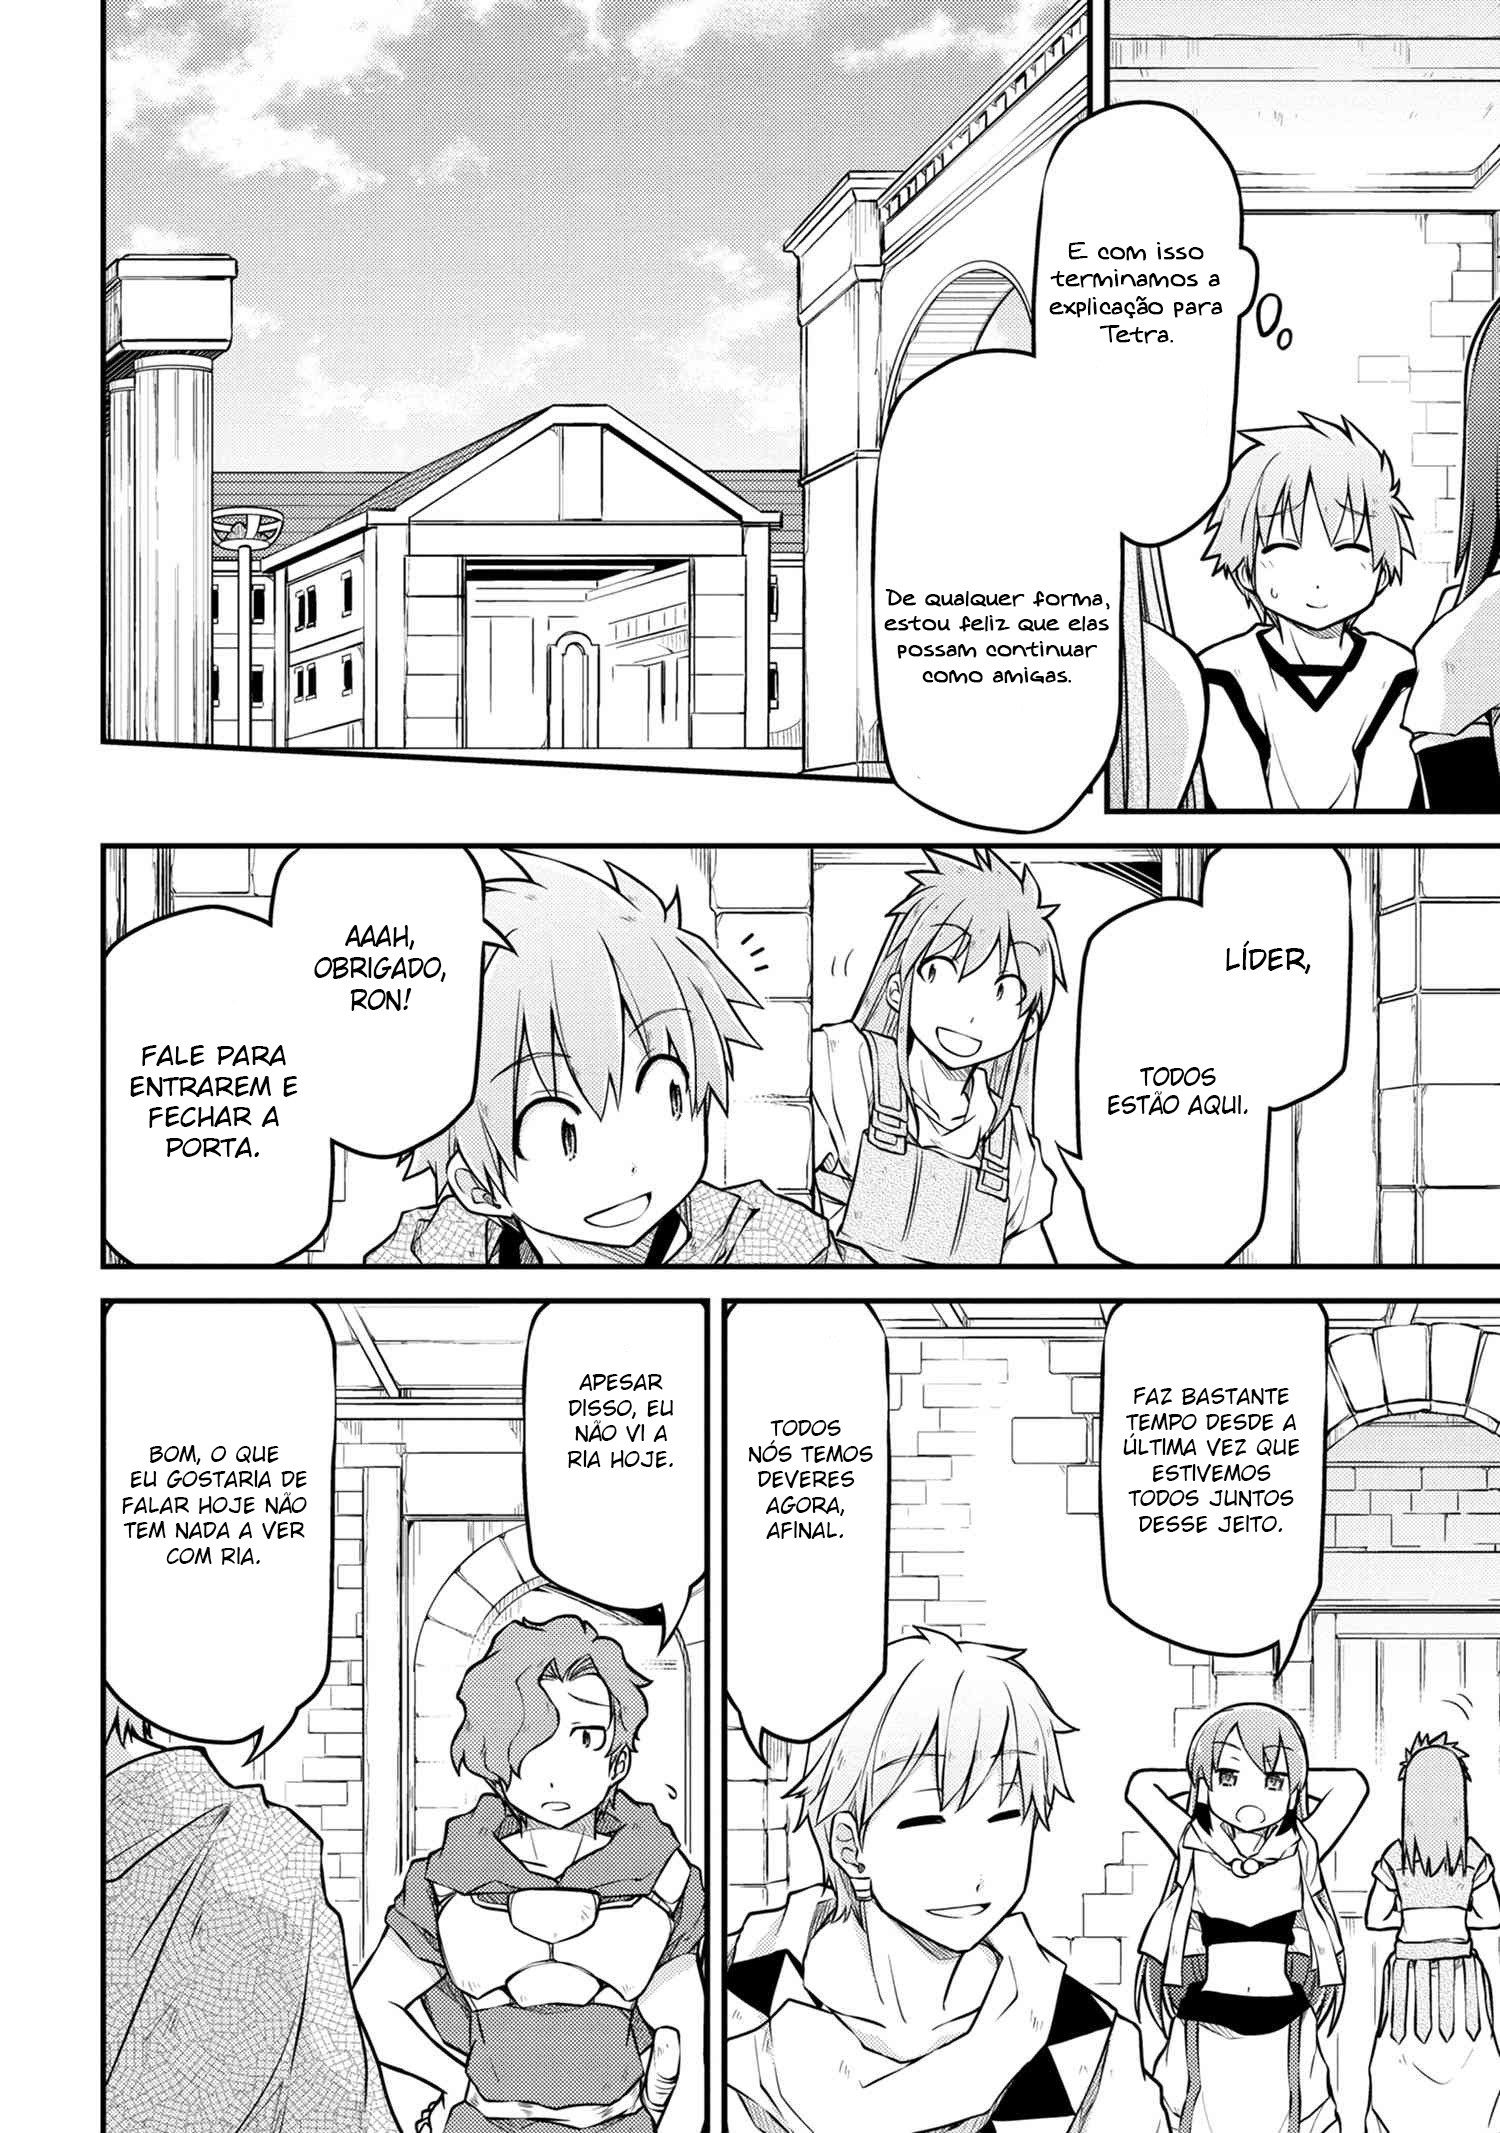 E com isso
terminamos a
explicação para
Tetra.
De qualquer forma,
estou feliz que elas
possam continuar
como amigas.
LÍDER,
TODOS
ESTÃO AQUI.
AAAH,
OBRIGADO,
RON!
FALE PARA
ENTRAREM E
FECHAR A
PORTA.
FAZ BASTANTE
TEMPO DESDE A
ÚLTIMA VEZ QUE
ESTIVEMOS
TODOS JUNTOS
DESSE JEITO.
TODOS
NÓS TEMOS
DEVERES
AGORA,
AFINAL.
APESAR
DISSO, EU
NÃO VI A
RIA HOJE.
BOM, O QUE
EU GOSTARIA DE
FALAR HOJE NÃO
TEM NADA A VER
COM RIA.